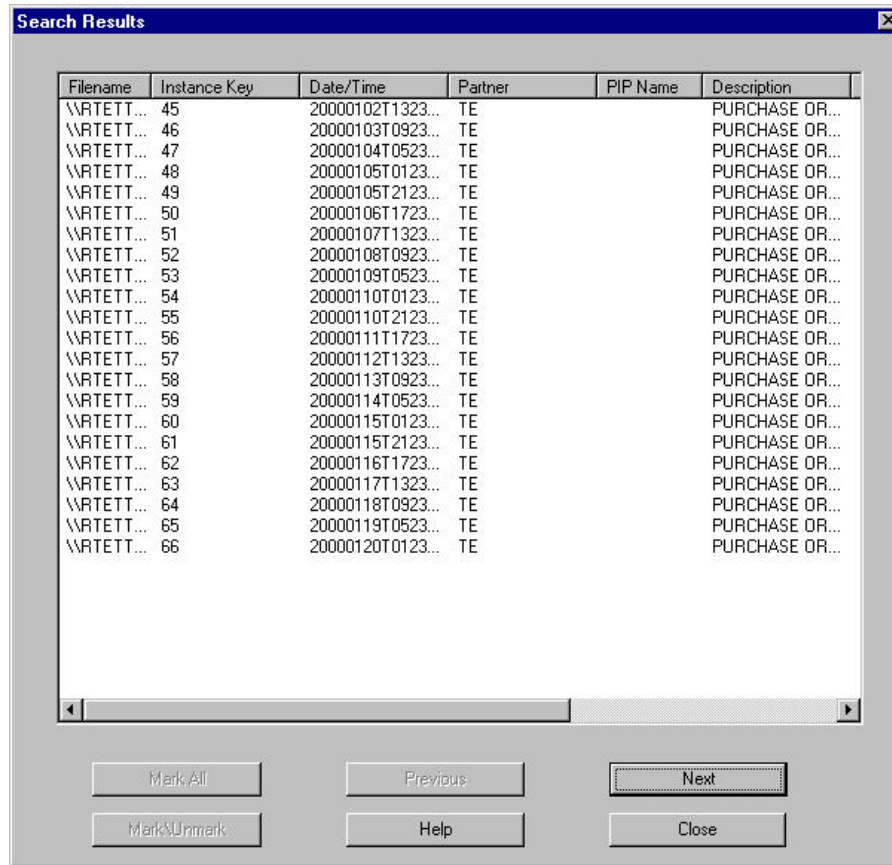 Search Results
Filename Instance Key Date/Time Partner PIP Name Description
\\RTETT... 45 20000102T1323... TE PURCHASE OR...
\\RTETT... 46 20000103T0923... TE PURCHASE OR...
\\RTETT... 47 20000104T0523... TE PURCHASE OR...
\\RTETT... 48 20000105T0123... TE PURCHASE OR...
\\RTETT... 49 20000105T2123... TE PURCHASE OR...
\\RTETT... 50 20000106T1723... TE PURCHASE OR...
\\RTETT... 51 20000107T1323... TE PURCHASE OR...
\\RTETT... 52 20000108T0923... TE PURCHASE OR...
\\RTETT... 53 20000109T0523... TE PURCHASE OR...
\\RTETT... 54 20000110T0123... TE PURCHASE OR...
\\RTETT... 55 20000110T2123... TE PURCHASE OR...
\\RTETT... 56 20000111T1723... TE PURCHASE OR...
\\RTETT... 57 20000112T1323... TE PURCHASE OR...
\\RTETT... 58 20000113T0923... TE PURCHASE OR...
\\RTETT... 59 20000114T0523... TE PURCHASE OR...
\\RTETT... 60 20000115T0123... TE PURCHASE OR...
\\RTETT... 61 20000115T2123... TE PURCHASE OR...
\\RTETT... 62 20000116T1723... TE PURCHASE OR...
\\RTETT... 63 20000117T1323... TE PURCHASE OR...
\\RTETT... 64 20000118T0923... TE PURCHASE OR...
\\RTETT... 65 20000119T0523... TE PURCHASE OR...
\\RTETT... 66 20000120T0123... TE PURCHASE OR...
Mark All Previous Next
Mark\Unmark Help Close